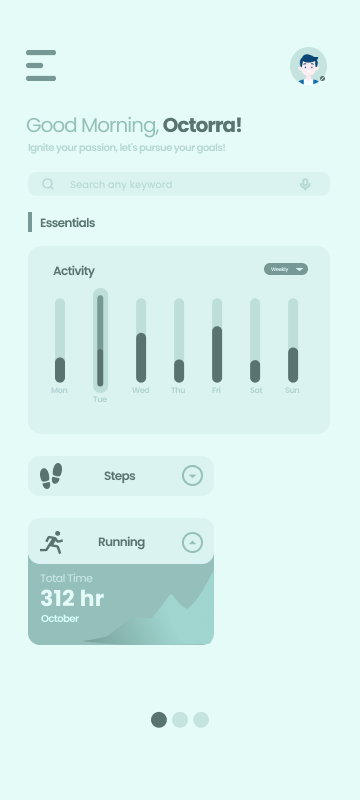 Good Morning, Octorra!
Ignite your passion, let's pursue your goals!
Search any keyword
Essentials
Activity
Weekly
Mon
Tue
Wed
Thu
Fri
Sat
Sun
Steps
Running
Total Time
312 hr
October